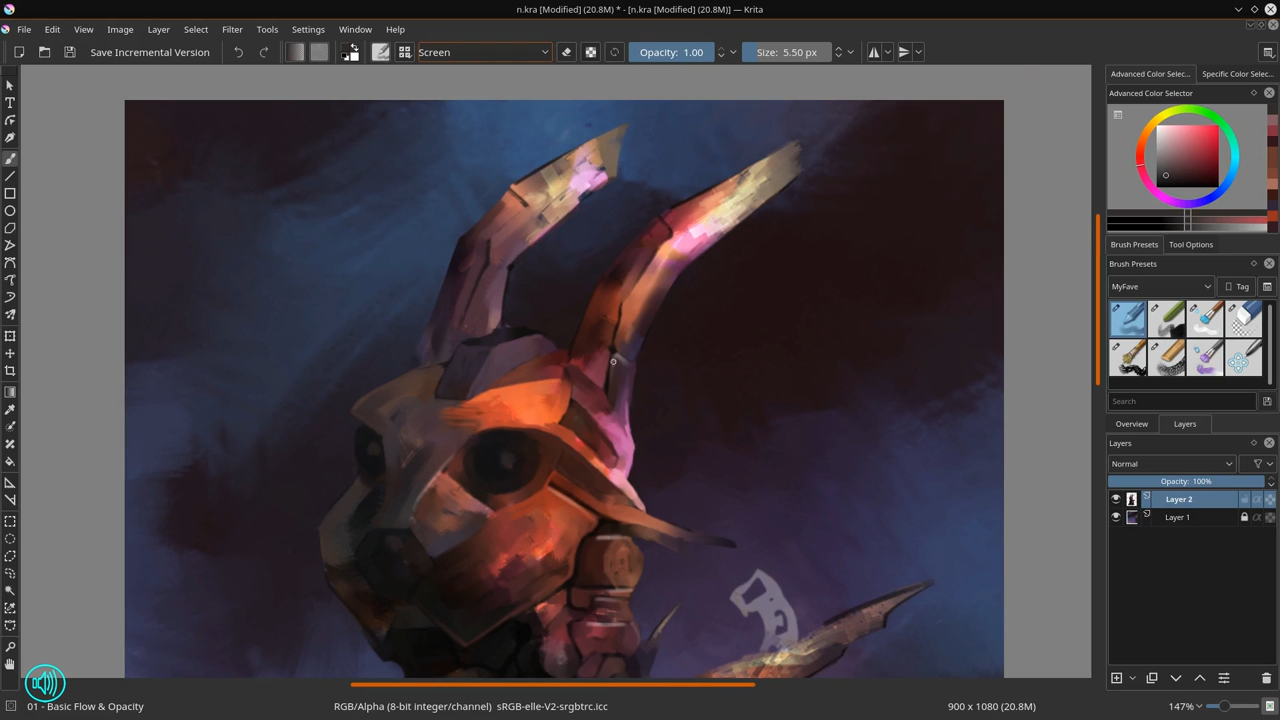 n.kra [Modified] (20.8M) * - [n.kra [Modified] (20.8M)] — Krita
File Edit View Image Layer Select Filter Tools Settings Window Help
Save Incremental Version
Screen
Opacity: 1.00
Size: 5.50 px
Advanced Color Selec...
Specific Color Selec...
Advanced Color Selector
Brush Presets
Tool Options
Brush Presets
MyFave
Tag
Search
Overview
Layers
Layers
Normal
Opacity: 100%
Layer 2
Layer 1
01 - Basic Flow & Opacity
RGB/Alpha (8-bit integer/channel) sRGB-elle-V2-srgbtrc.icc
900 x 1080 (20.8M)
147%